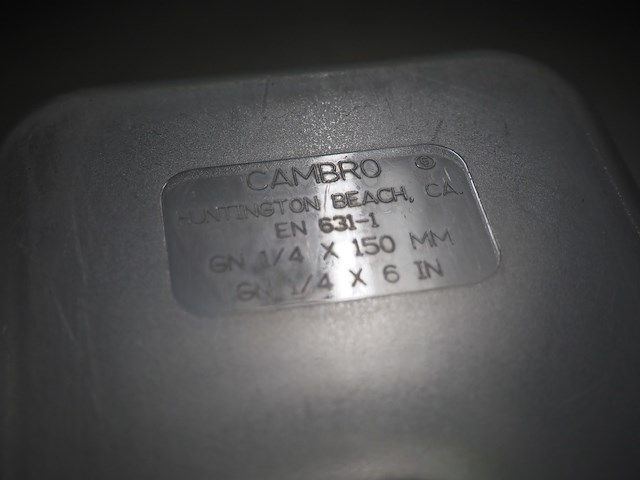 CAMBRO ®
HUNTINGTON BEACH, CA.
EN 631-1
GN 1/4 X 150 MM
GN 1/4 X 6 IN